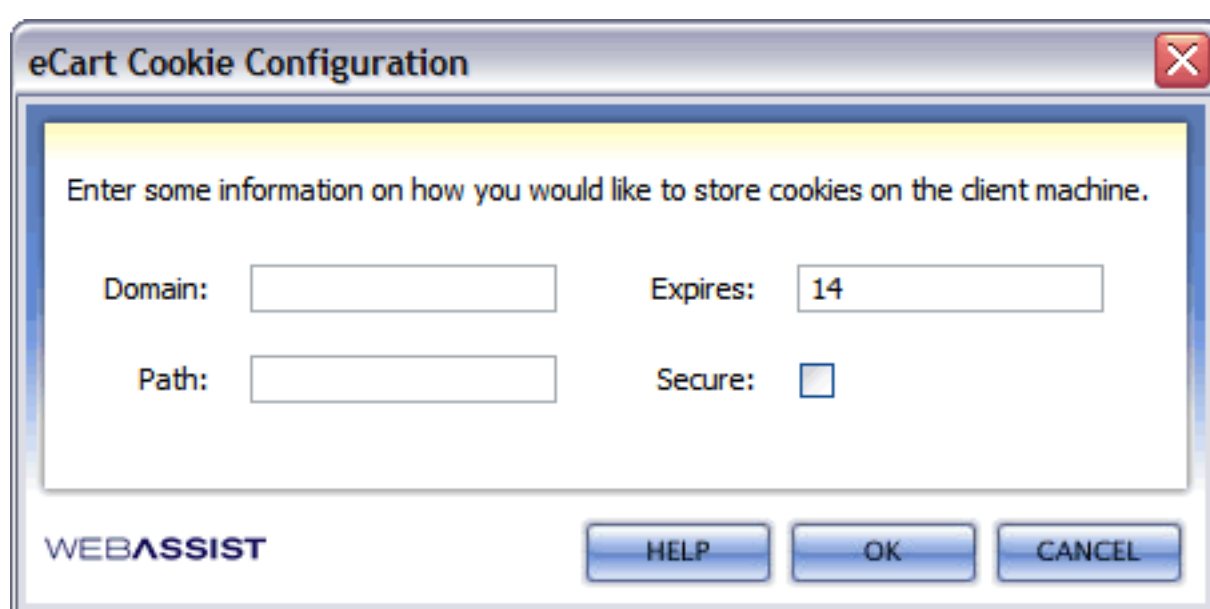 eCart Cookie Configuration
Enter some information on how you would like to store cookies on the client machine.
Domain: Expires: 14
Path: Secure:
WEBASSIST HELP OK CANCEL